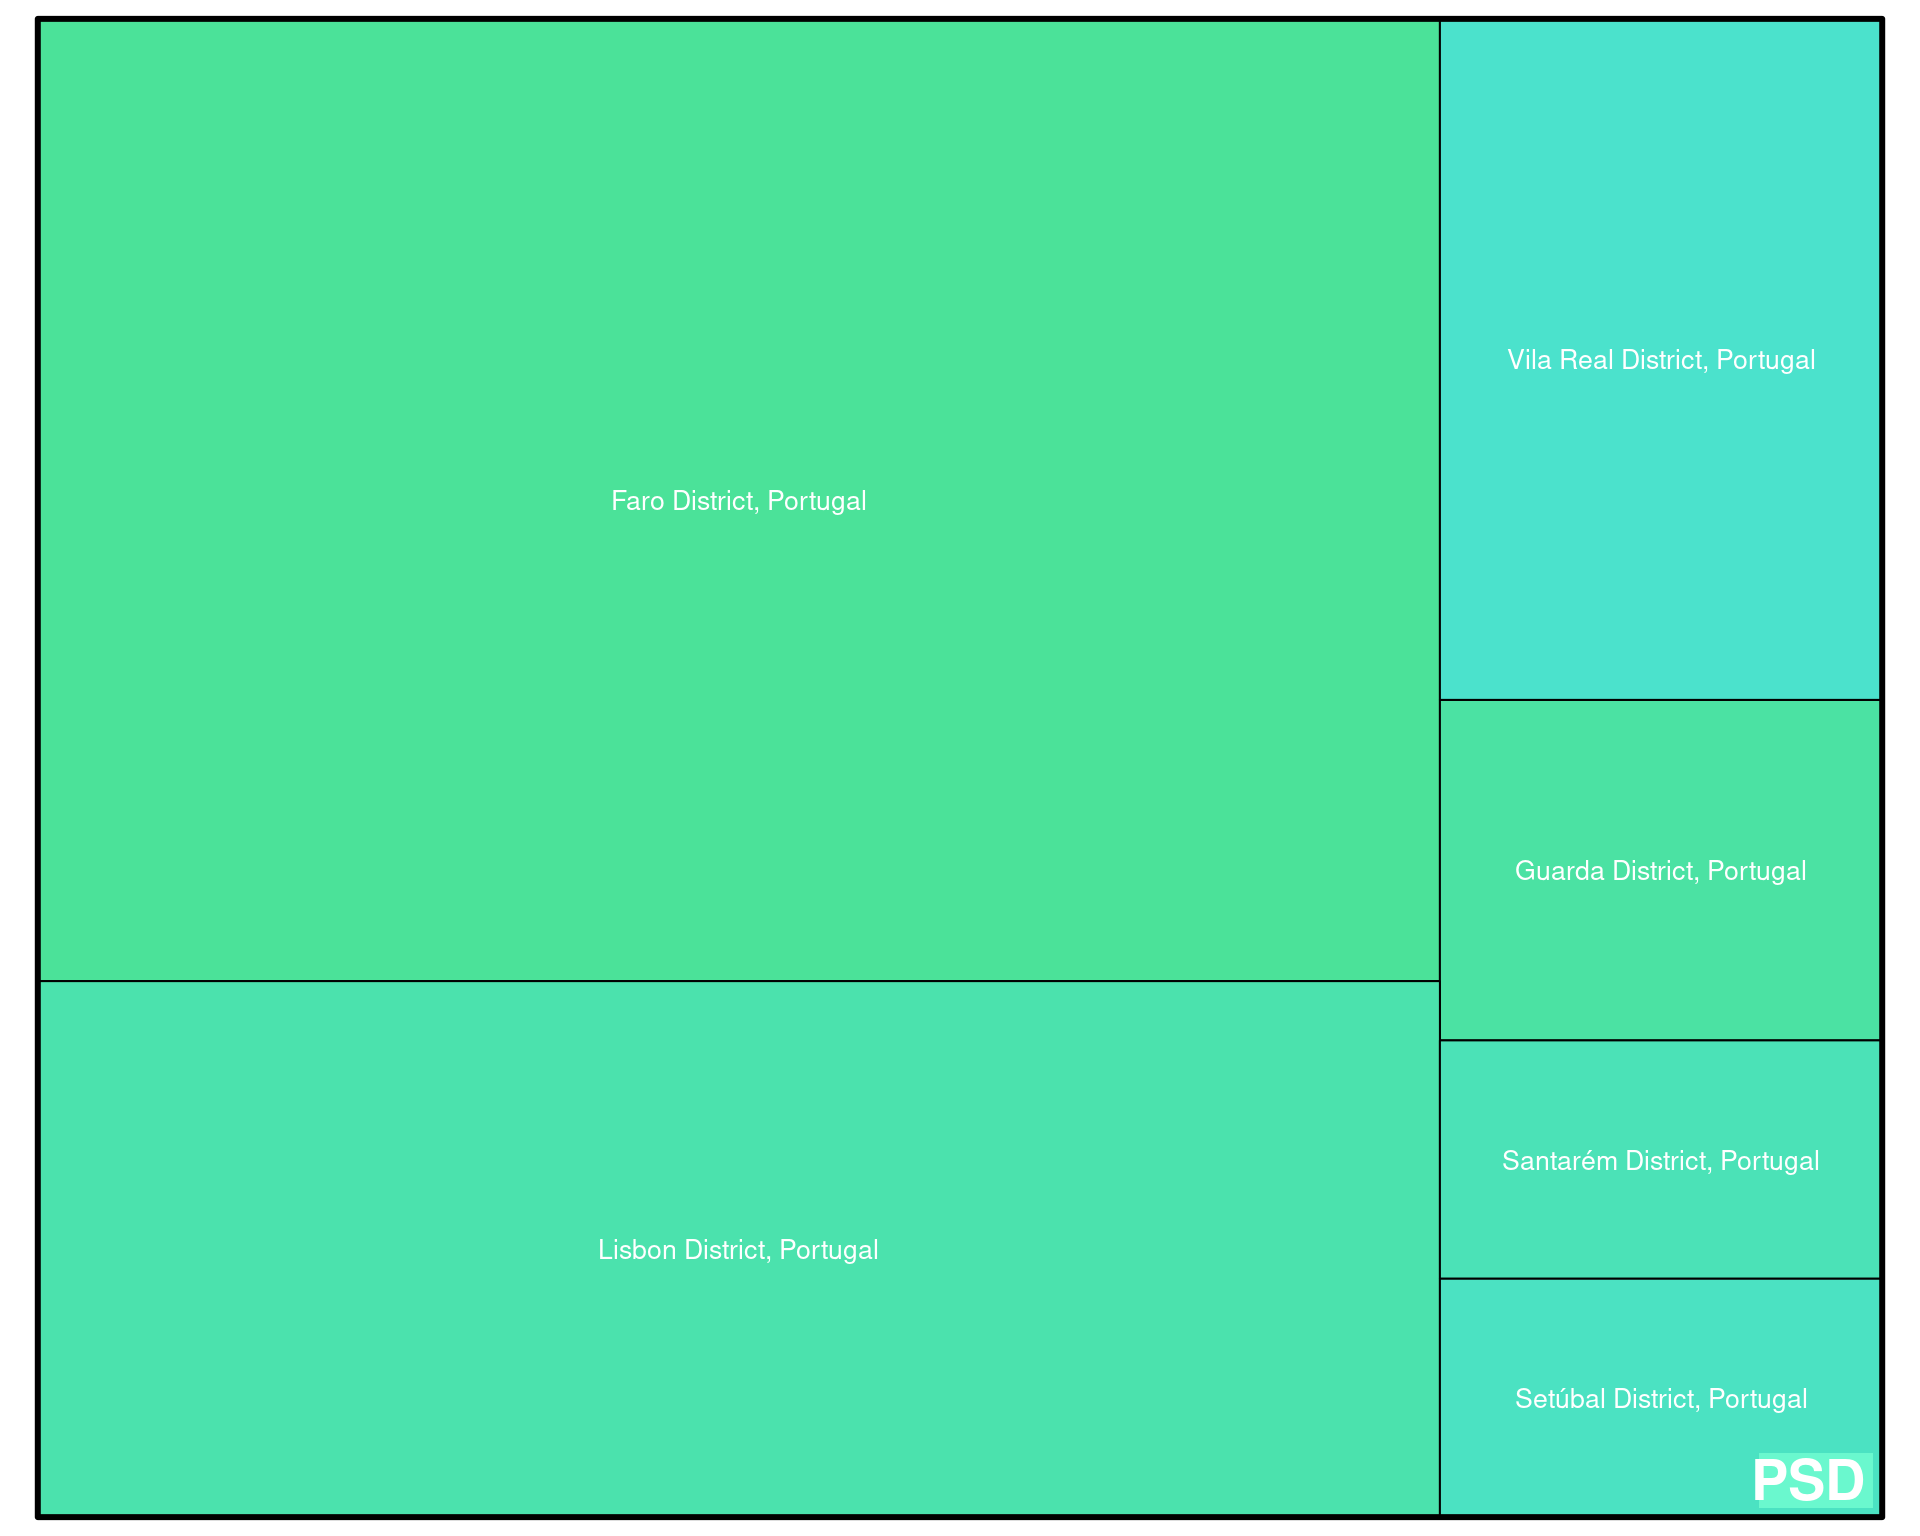 Faro District, Portugal
Lisbon District, Portugal
Vila Real District, Portugal
Guarda District, Portugal
Santarém District, Portugal
Setúbal District, Portugal
PSD